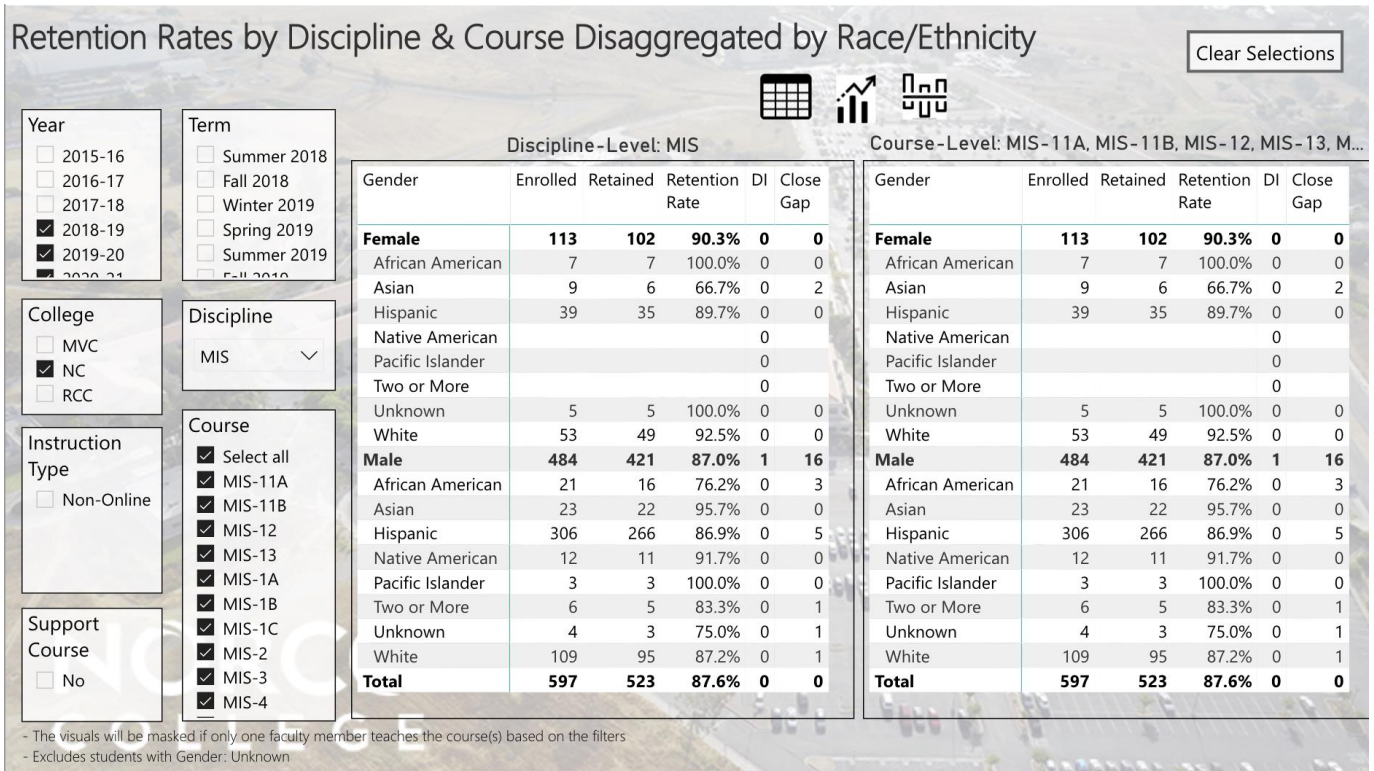 Retention Rates by Discipline & Course Disaggregated by Race/Ethnicity
Clear Selections
Year
2015-16
2016-17
2017-18
2018-19
2019-20
2020-21
Term
Summer 2018
Fall 2018
Winter 2019
Spring 2019
Summer 2019
Fall 2019
College
MVC
NC
RCC
Discipline
MIS
Instruction
Type
Non-Online
Support
Course
No
Course
Select all
MIS-11A
MIS-11B
MIS-12
MIS-13
MIS-1A
MIS-1B
MIS-1C
MIS-2
MIS-3
MIS-4
Discipline-Level: MIS
Gender Enrolled Retained Retention Rate DI Close Gap
Female 113 102 90.3% 0 0
African American 7 7 100.0% 0 0
Asian 9 6 66.7% 0 2
Hispanic 39 35 89.7% 0 0
Native American 0
Pacific Islander 0
Two or More 0
Unknown 5 5 100.0% 0 0
White 53 49 92.5% 0 0
Male 484 421 87.0% 1 16
African American 21 16 76.2% 0 3
Asian 23 22 95.7% 0 0
Hispanic 306 266 86.9% 0 5
Native American 12 11 91.7% 0 0
Pacific Islander 3 3 100.0% 0 0
Two or More 6 5 83.3% 0 1
Unknown 4 3 75.0% 0 1
White 109 95 87.2% 0 1
Total 597 523 87.6% 0 0
Course-Level: MIS-11A, MIS-11B, MIS-12, MIS-13, M...
Gender Enrolled Retained Retention Rate DI Close Gap
Female 113 102 90.3% 0 0
African American 7 7 100.0% 0 0
Asian 9 6 66.7% 0 2
Hispanic 39 35 89.7% 0 0
Native American 0
Pacific Islander 0
Two or More 0
Unknown 5 5 100.0% 0 0
White 53 49 92.5% 0 0
Male 484 421 87.0% 1 16
African American 21 16 76.2% 0 3
Asian 23 22 95.7% 0 0
Hispanic 306 266 86.9% 0 5
Native American 12 11 91.7% 0 0
Pacific Islander 3 3 100.0% 0 0
Two or More 6 5 83.3% 0 1
Unknown 4 3 75.0% 0 1
White 109 95 87.2% 0 1
Total 597 523 87.6% 0 0
COLLEGE
- The visuals will be masked if only one faculty member teaches the course(s) based on the filters
- Excludes students with Gender: Unknown